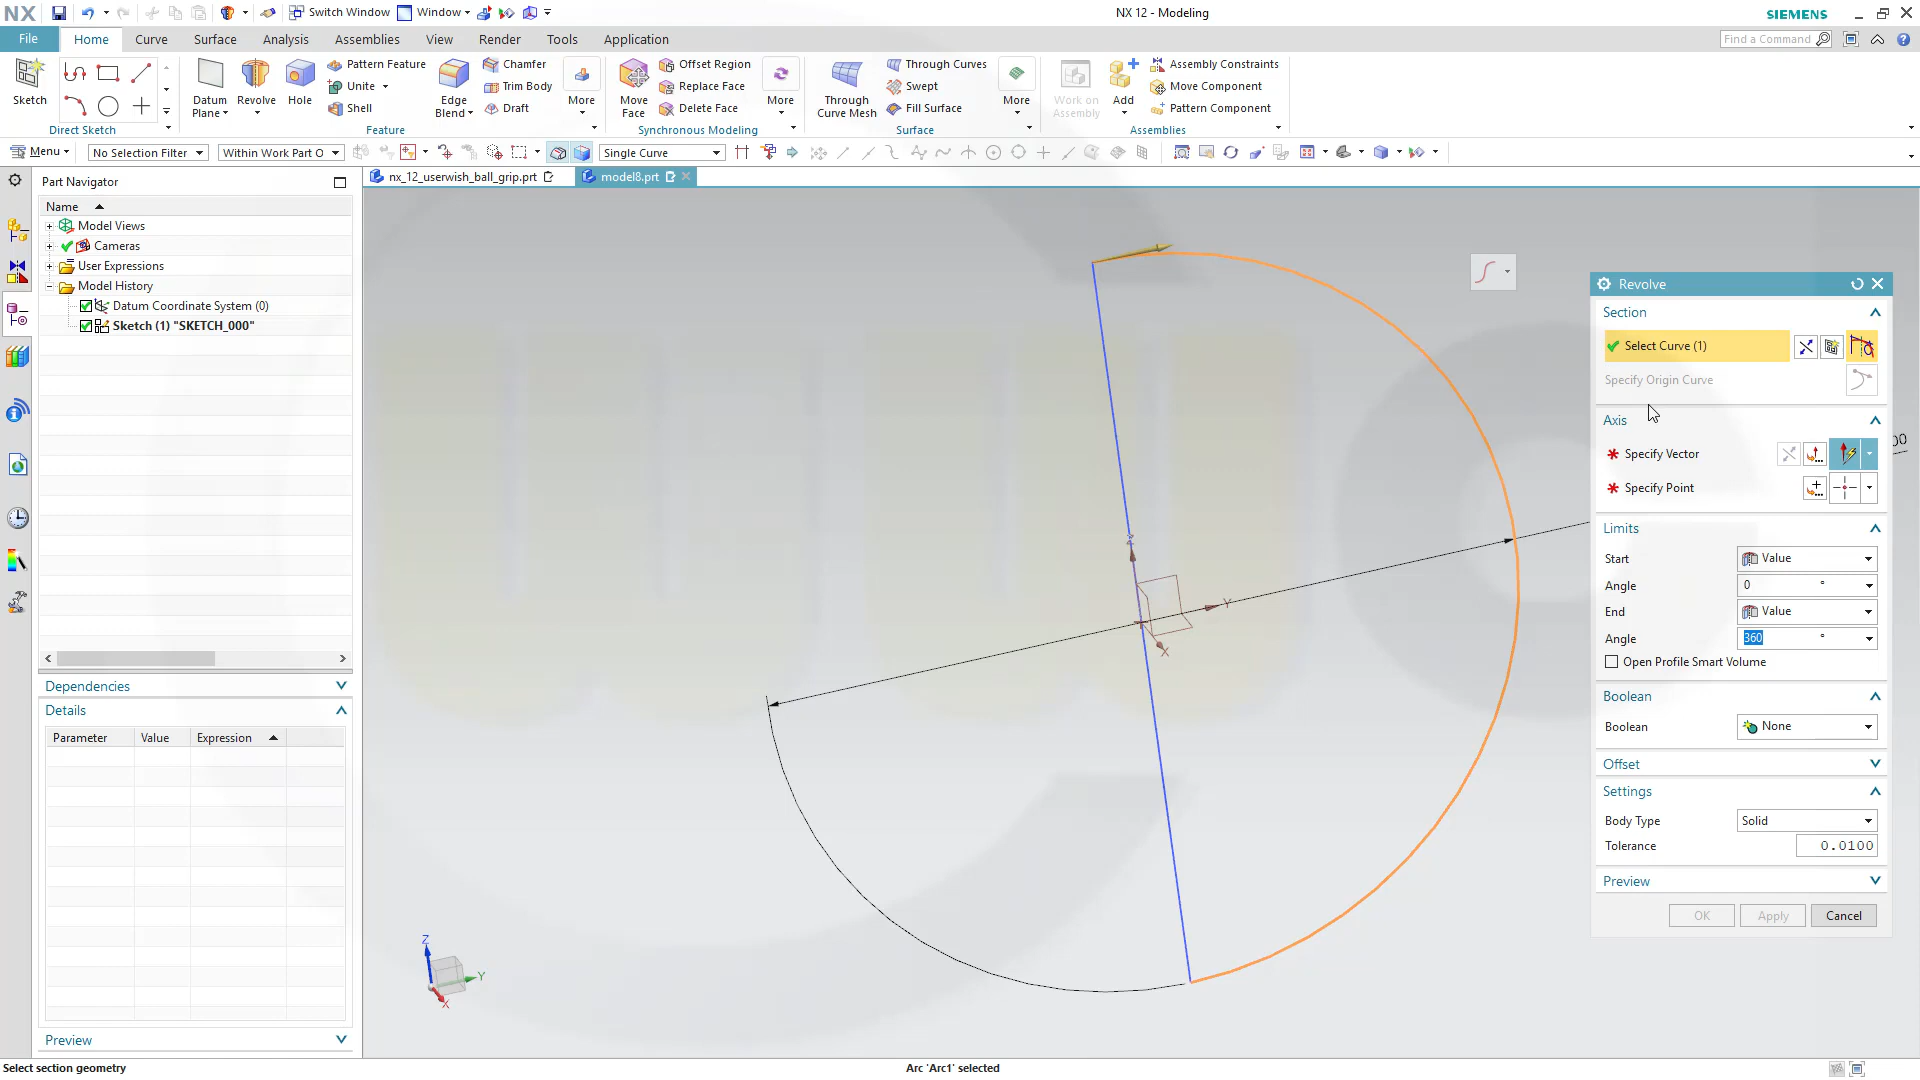 NX
Switch Window
Window
NX 12 - Modeling
SIEMENS
File
Home
Curve
Surface
Analysis
Assemblies
View
Render
Tools
Application
Find a Command
Sketch
Direct Sketch
Datum
Plane
Revolve
Hole
Pattern Feature
Unite
Shell
Edge
Blend
Chamfer
Trim Body
Draft
More
Feature
Move
Face
Offset Region
Replace Face
Delete Face
More
Synchronous Modeling
Through
Curve Mesh
Through Curves
Swept
Fill Surface
More
Surface
Work on
Assembly
Add
Assembly Constraints
Move Component
Pattern Component
Assemblies
Menu
No Selection Filter
Within Work Part O
Single Curve
Part Navigator
nx_12_userwish_ball_grip.prt
model8.prt
Name
Model Views
Cameras
User Expressions
Model History
Datum Coordinate System (0)
Sketch (1) "SKETCH_000"
Dependencies
Details
Parameter
Value
Expression
Preview
Z
Y
X
Y
X
Revolve
Section
Select Curve (1)
Specify Origin Curve
Axis
Specify Vector
Specify Point
Limits
Start
Value
Angle
0
°
End
Value
Angle
360
°
Open Profile Smart Volume
Boolean
Boolean
None
Offset
Settings
Body Type
Solid
Tolerance
0.0100
Preview
OK
Apply
Cancel
Select section geometry
Arc 'Arc1' selected